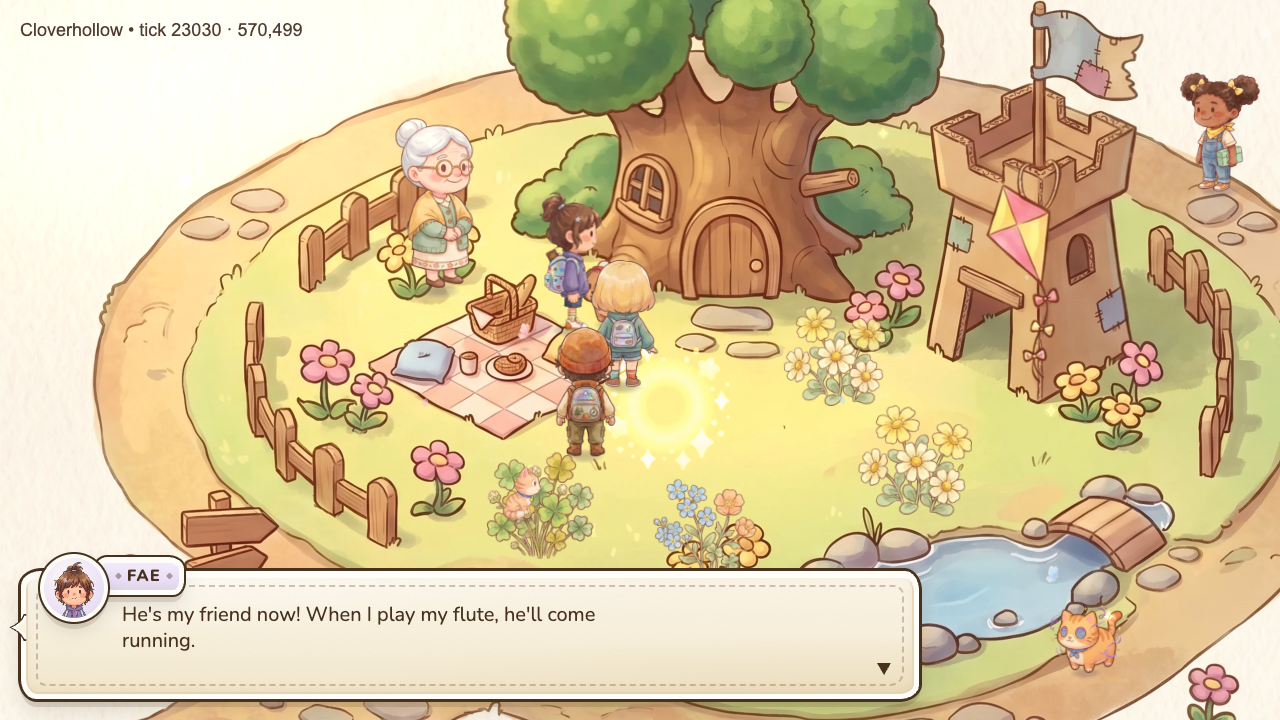 Cloverhollow • tick 23030 · 570,499
FAE
He's my friend now! When I play my flute, he'll come
running.